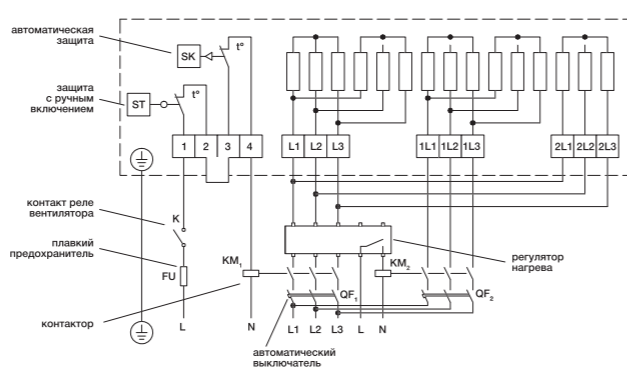 автоматическая
защита
SK
t°
защита
с ручным
включением
ST
t°
1 2 3 4
L1 L2 L3
1L1 1L2 1L3
2L1 2L2 2L3
контакт реле
вентилятора
K
плавкий
предохранитель
FU
KM1
KM2
регулятор
нагрева
контактор
QF1
QF2
L N L1 L2 L3 L N
автоматический
выключатель